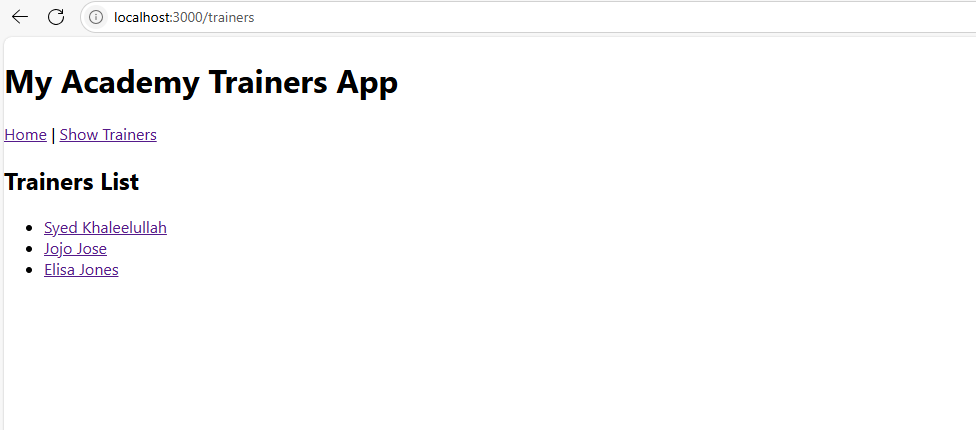 localhost:3000/trainers
My Academy Trainers App
Home | Show Trainers
Trainers List
Syed Khaleelullah
Jojo Jose
Elisa Jones